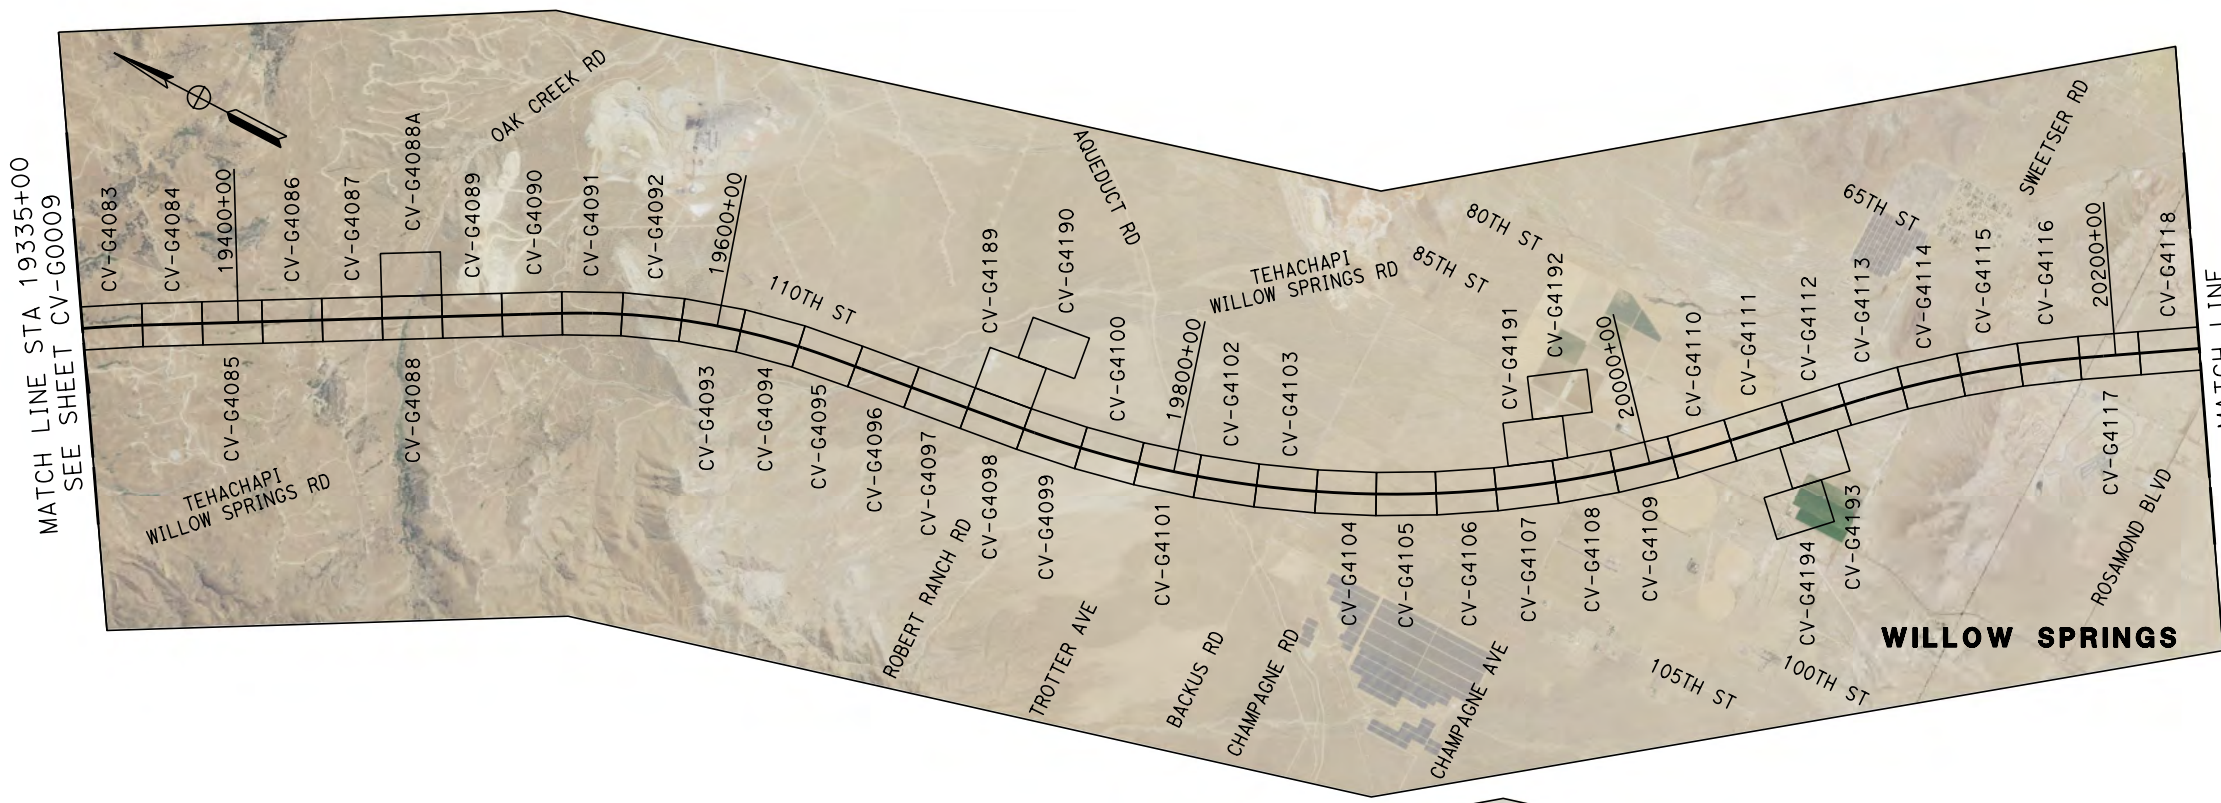 MATCH LINE STA 19335+00
SEE SHEET CV-G0009
CV-G4083
CV-G4084
19400+00
CV-G4086
CV-G4087
CV-G4088A
OAK CREEK RD
CV-G4089
CV-G4090
CV-G4091
CV-G4092
19600+00
110TH ST
CV-G4189
CV-G4190
AQUEDUCT RD
CV-G4100
19800+00
TEHACHAPI
WILLOW SPRINGS RD
CV-G4102
CV-G4103
80TH ST
85TH ST
CV-G4191
CV-G4192
20000+00
CV-G4110
CV-G4111
CV-G4112
CV-G4113
65TH ST
CV-G4114
CV-G4115
CV-G4116
SWEETSER RD
20200+00
CV-G4118
MATCH LINE
CV-G4085
TEHACHAPI
WILLOW SPRINGS RD
CV-G4088
CV-G4093
CV-G4094
CV-G4095
CV-G4096
CV-G4097
ROBERT RANCH RD
CV-G4098
CV-G4099
TROTTER AVE
CV-G4101
BACKUS RD
CHAMPAGNE RD
CV-G4104
CV-G4105
CV-G4106
CHAMPAGNE AVE
CV-G4107
CV-G4108
CV-G4109
105TH ST
100TH ST
CV-G4194
CV-G4193
CV-G4117
ROSAMOND BLVD
WILLOW SPRINGS